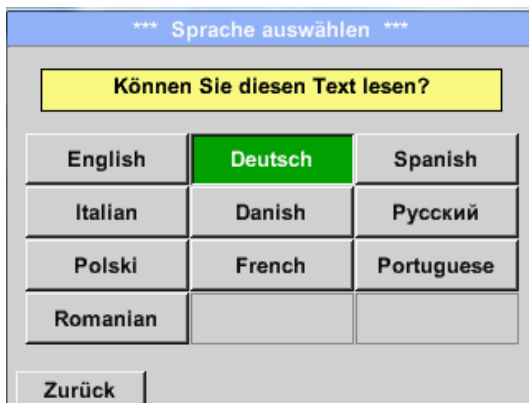 *** Sprache auswählen ***
Können Sie diesen Text lesen?
English Deutsch Spanish
Italian Danish Русский
Polski French Portuguese
Romanian
Zurück